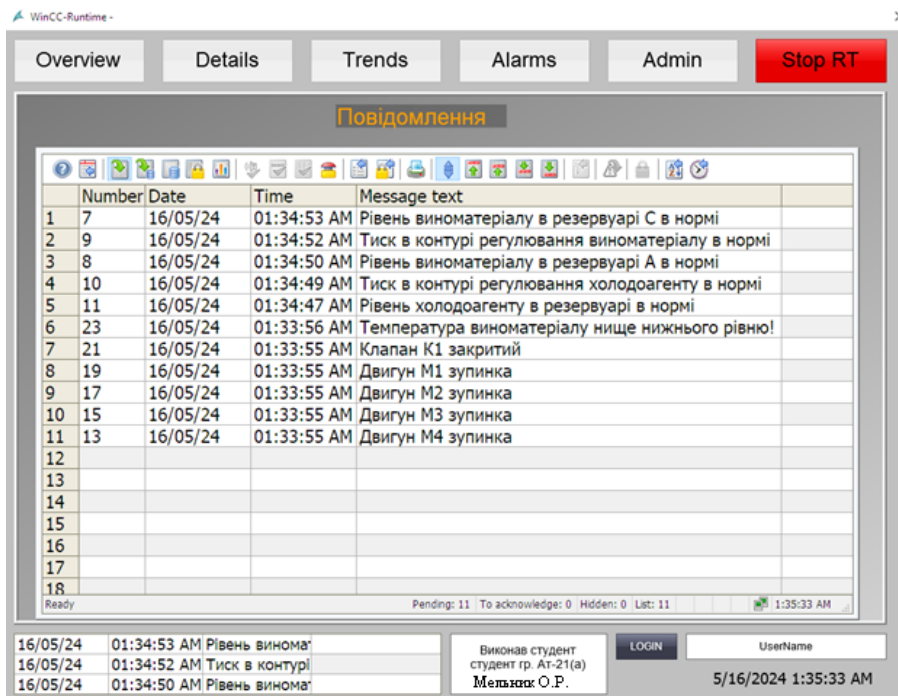 WinCC-Runtime -
Overview Details Trends Alarms Admin Stop RT
Повідомлення
Number Date Time Message text
1 7 16/05/24 01:34:53 AM Рівень виноматеріалу в резервуарі С в нормі
2 9 16/05/24 01:34:52 AM Тиск в контурі регулювання виноматеріалу в нормі
3 8 16/05/24 01:34:50 AM Рівень виноматеріалу в резервуарі А в нормі
4 10 16/05/24 01:34:49 AM Тиск в контурі регулювання холодоагенту в нормі
5 11 16/05/24 01:34:47 AM Рівень холодоагенту в резервуарі в нормі
6 23 16/05/24 01:33:56 AM Температура виноматеріалу нище нижнього рівню!
7 21 16/05/24 01:33:55 AM Клапан К1 закритий
8 19 16/05/24 01:33:55 AM Двигун М1 зупинка
9 17 16/05/24 01:33:55 AM Двигун М2 зупинка
10 15 16/05/24 01:33:55 AM Двигун М3 зупинка
11 13 16/05/24 01:33:55 AM Двигун М4 зупинка
12
13
14
15
16
17
18
Ready Pending: 11 To acknowledge: 0 Hidden: 0 List: 11 1:35:33 AM
16/05/24 01:34:53 AM Рівень винома
16/05/24 01:34:52 AM Тиск в контурі
16/05/24 01:34:50 AM Рівень винома
Виконав студент
студент гр. Ат-21(а)
Мельник О.Р.
LOGIN UserName
5/16/2024 1:35:33 AM